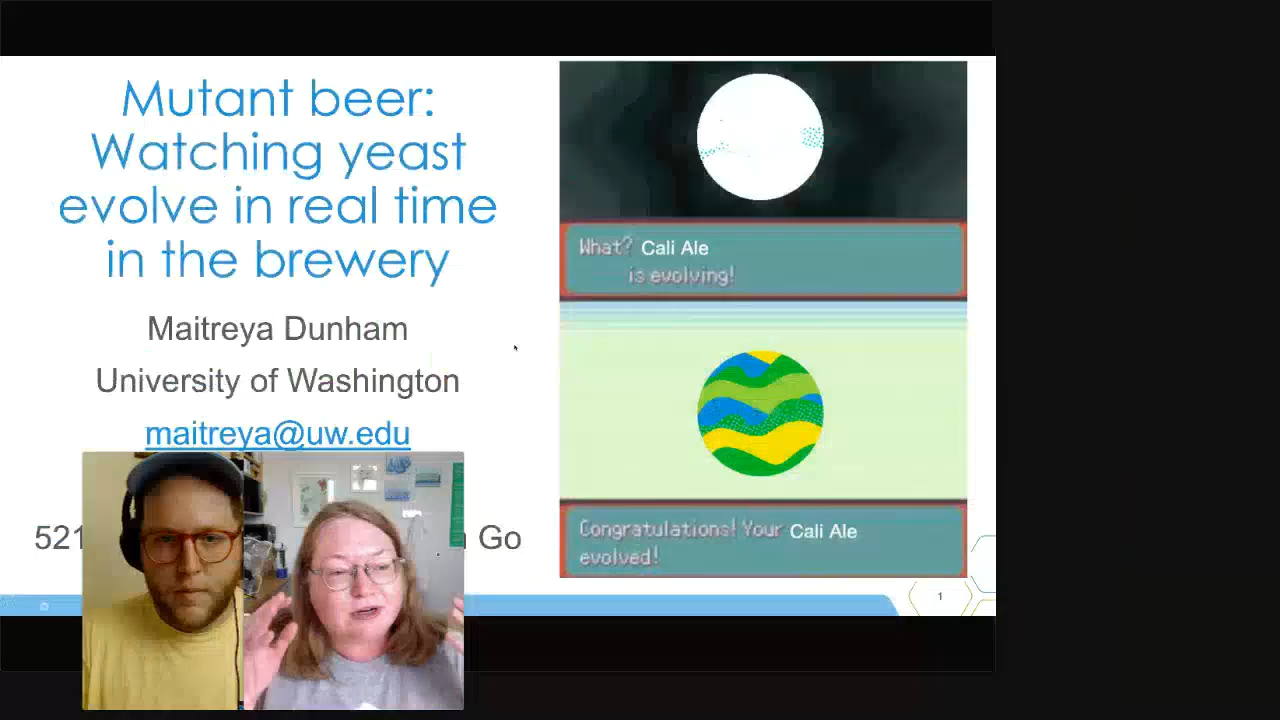 Mutant beer:
Watching yeast
evolve in real time
in the brewery
Maitreya Dunham
University of Washington
maitreya@uw.edu
521
Go
What? Cali Ale
is evolving!
Congratulations! Your Cali Ale
evolved!
1